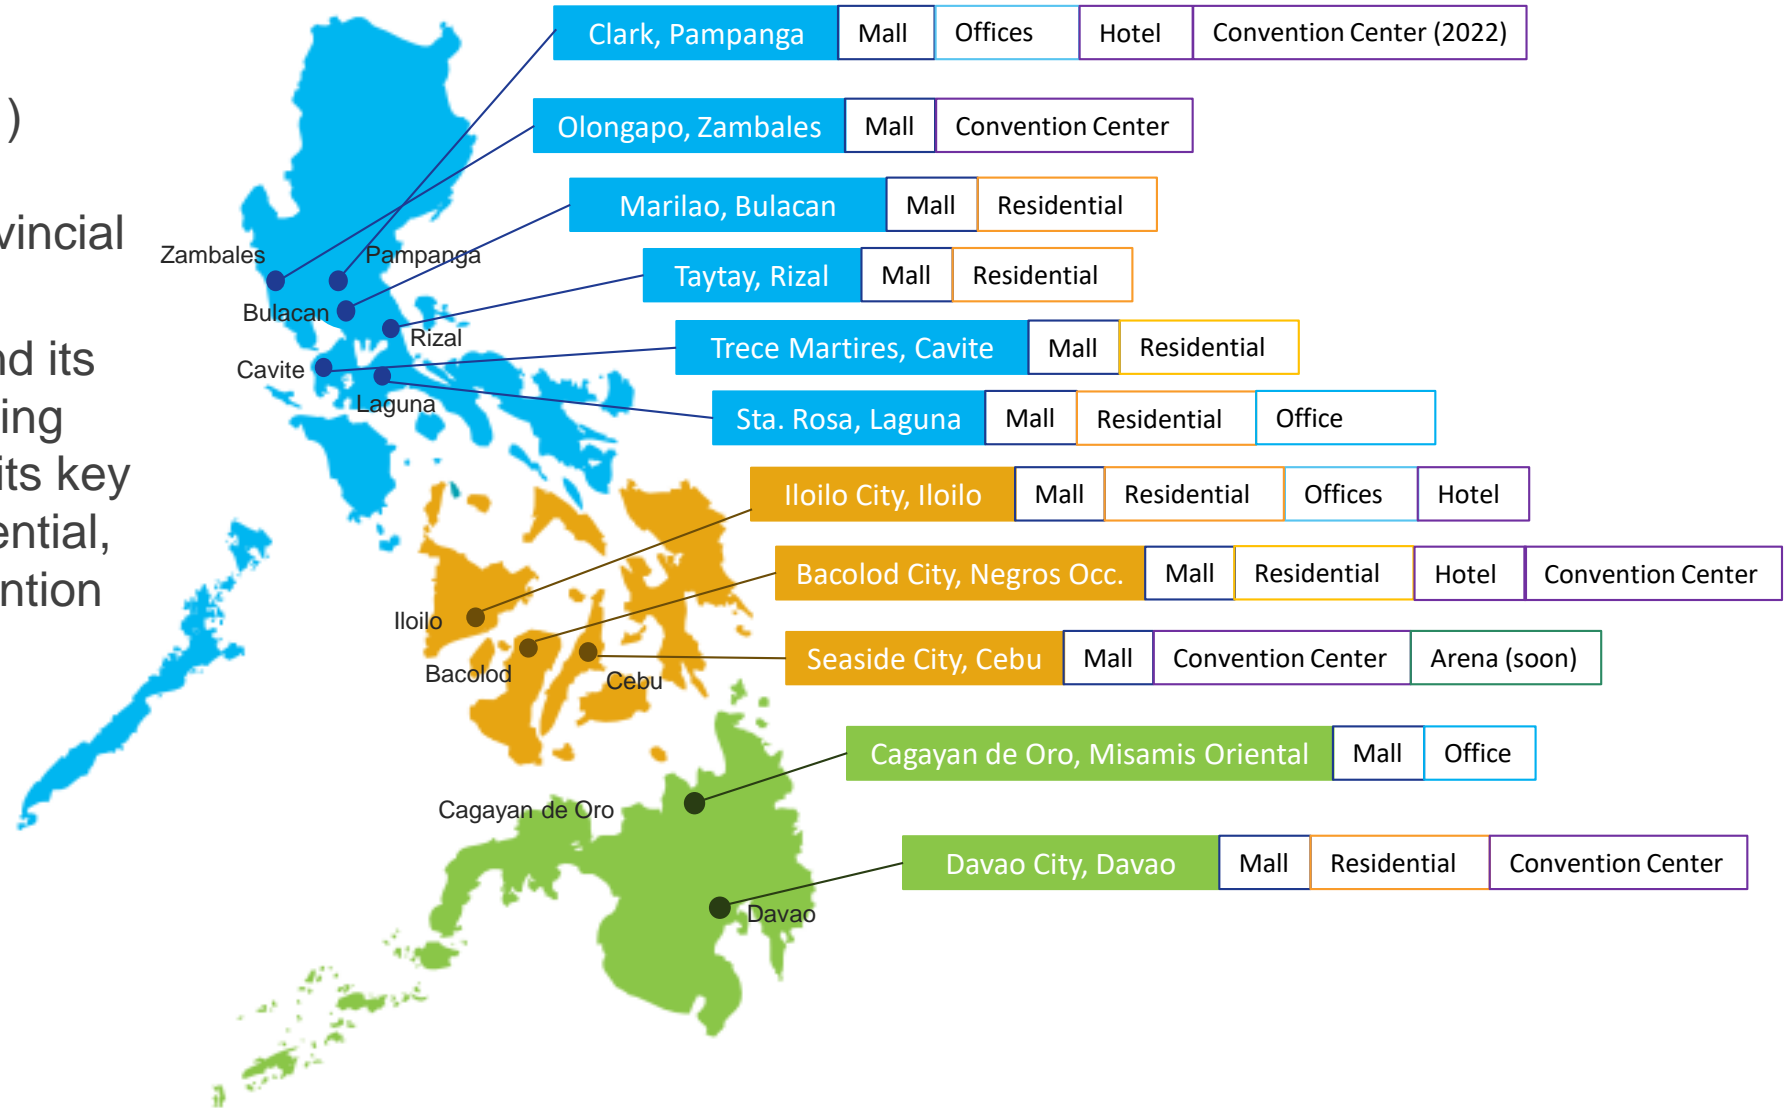 )
vincial
nd its
ing
its key
ential,
ention
Clark, Pampanga Mall Offices Hotel Convention Center (2022)
Olongapo, Zambales Mall Convention Center
Marilao, Bulacan Mall Residential
Taytay, Rizal Mall Residential
Trece Martires, Cavite Mall Residential
Sta. Rosa, Laguna Mall Residential Office
Iloilo City, Iloilo Mall Residential Offices Hotel
Bacolod City, Negros Occ. Mall Residential Hotel Convention Center
Seaside City, Cebu Mall Convention Center Arena (soon)
Cagayan de Oro, Misamis Oriental Mall Office
Davao City, Davao Mall Residential Convention Center
Zambales
Pampanga
Bulacan
Rizal
Cavite
Laguna
Iloilo
Bacolod
Cebu
Cagayan de Oro
Davao